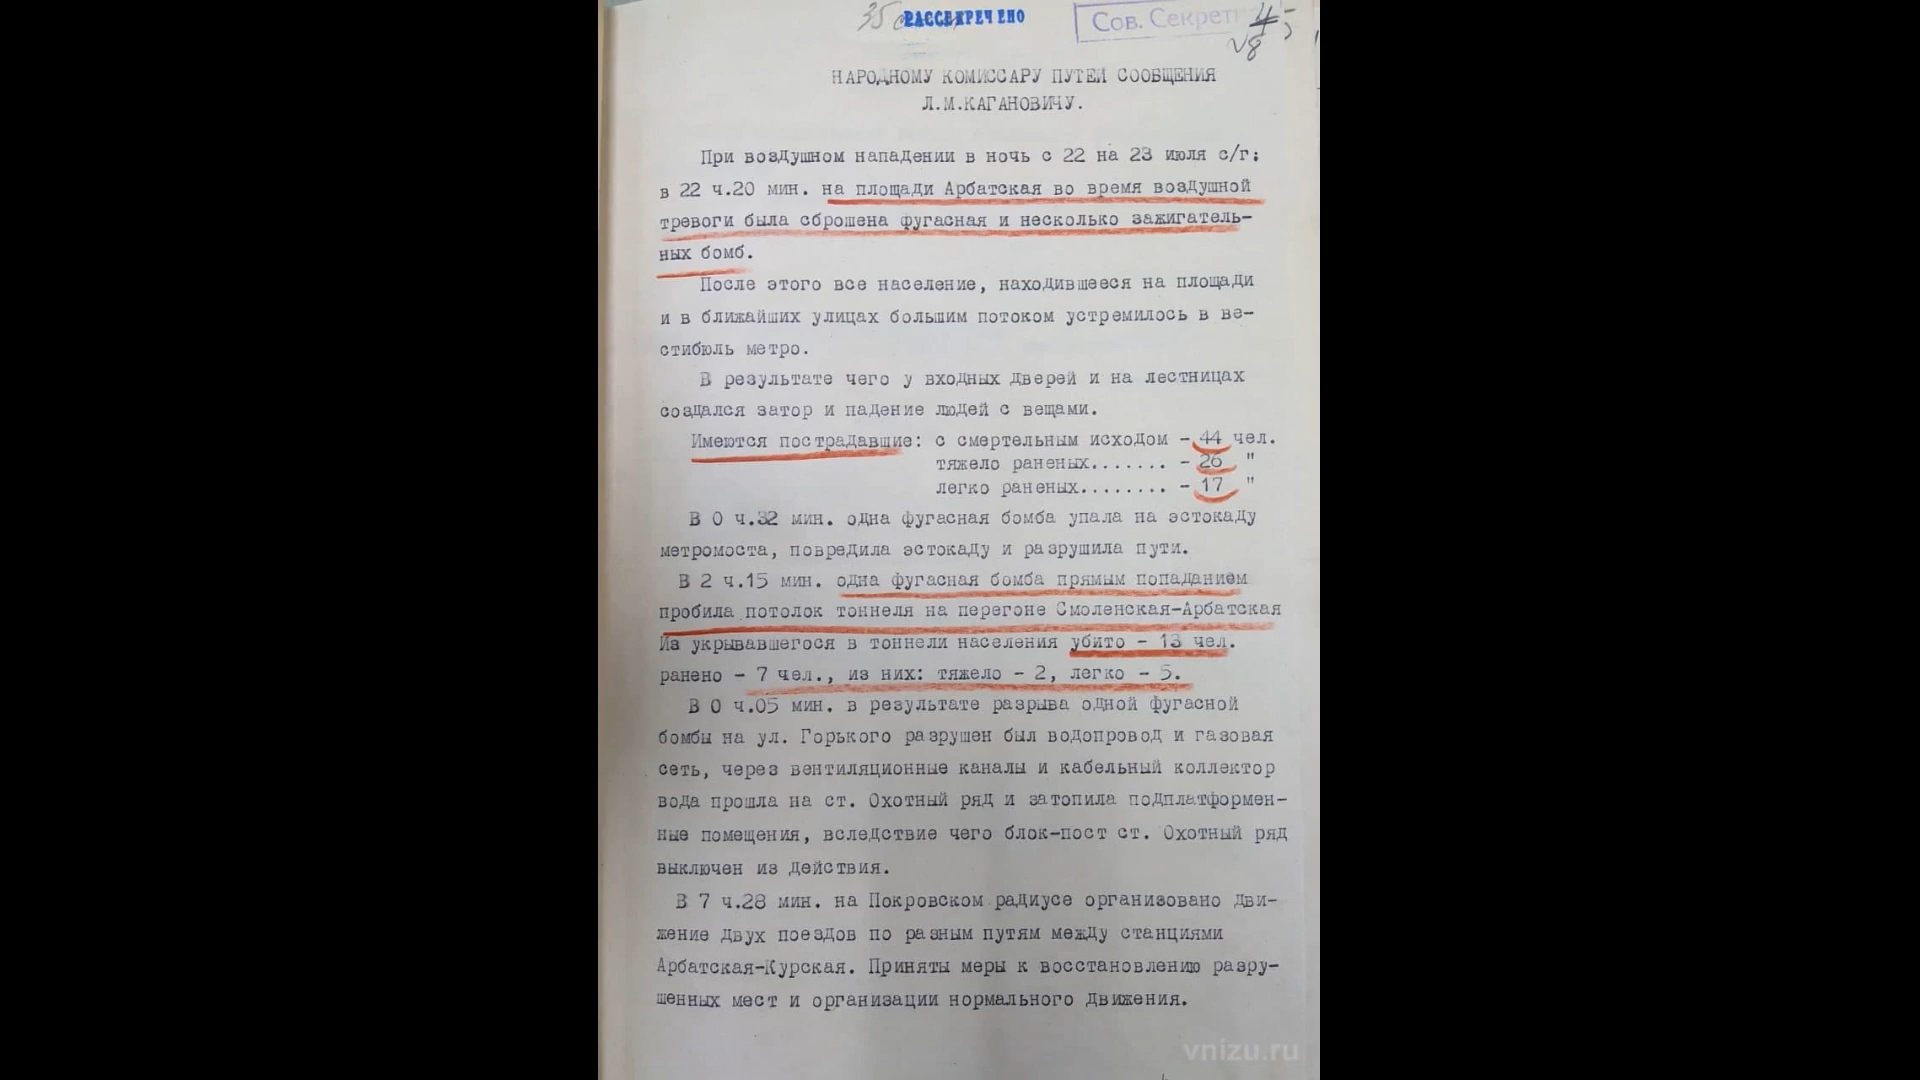 35
РАССЕКРЕЧЕНО
Сов. Секретн
45
НАРОДНОМУ КОМИССАРУ ПУТЕЙ СООБЩЕНИЯ
Л.М.КАГАНОВИЧУ.
При воздушном нападении в ночь с 22 на 23 июля с/г:
в 22 ч.20 мин. на площади Арбатская во время воздушной
тревоги была сброшена фугасная и несколько зажигатель-
ных бомб.
После этого все население, находившееся на площади
и в ближайших улицах большим потоком устремилось в ве-
стибюль метро.
В результате чего у входных дверей и на лестницах
создался затор и падение людей с вещами.
Имеются пострадавшие: с смертельным исходом - 44 чел.
тяжело раненых....... - 26 "
легко раненых........ - 17 "
В 0 ч.32 мин. одна фугасная бомба упала на эстокаду
метромоста, повредила эстокаду и разрушила пути.
В 2 ч.15 мин. одна фугасная бомба прямым попаданием
пробила потолок тоннеля на перегоне Смоленская-Арбатская
Из укрывавшегося в тоннели населения убито - 13 чел.
ранено - 7 чел., из них: тяжело - 2, легко - 5.
В 0 ч.05 мин. в результате разрыва одной фугасной
бомбы на ул. Горького разрушен был водопровод и газовая
сеть, через вентиляционные каналы и кабельный коллектор
вода прошла на ст. Охотный ряд и затопила подплатформен-
ные помещения, вследствие чего блок-пост ст. Охотный ряд
выключен из действия.
В 7 ч.28 мин. на Покровском радиусе организовано дви-
жение двух поездов по разным путям между станциями
Арбатская-Курская. Приняты меры к восстановлению разру-
шенных мест и организации нормального движения.
vnizu.ru